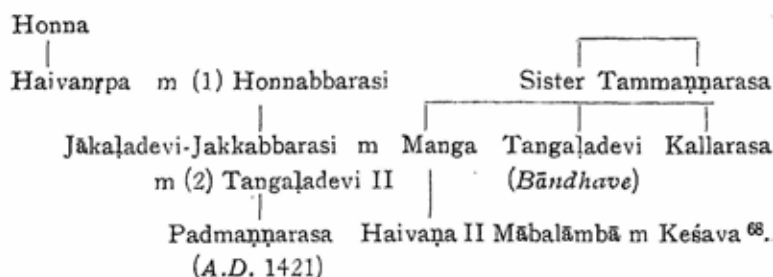 Honna
Haivanṛpa m (1) Honnabbarasi Sister Tammaṇṇarasa
Jākaḷadevi-Jakkabbarasi m Manga Tangaḷadevi Kallarasa
m (2) Tangaḷadevi II (Bāndhave)
Padmaṇṇarasa Haivaṇa II Mābalāmbā m Keśava 68.
(A.D. 1421)